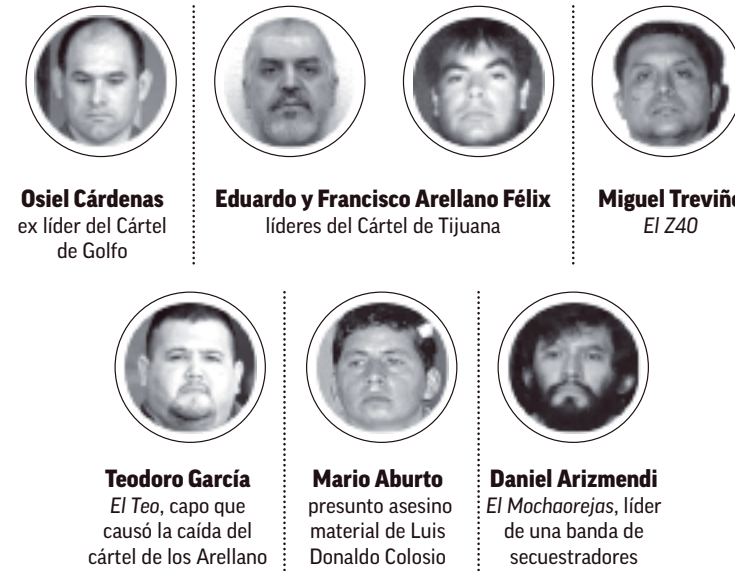 Osiel Cárdenas
ex líder del Cártel
de Golfo
Eduardo y Francisco Arellano Félix
líderes del Cártel de Tijuana
Miguel Treviño
El Z40
Teodoro García
El Teo, capo que
causó la caída del
cártel de los Arellano
Mario Aburto
presunto asesino
material de Luis
Donaldo Colosio
Daniel Arizmendi
El Mochaorejas, líder
de una banda de
secuestradores